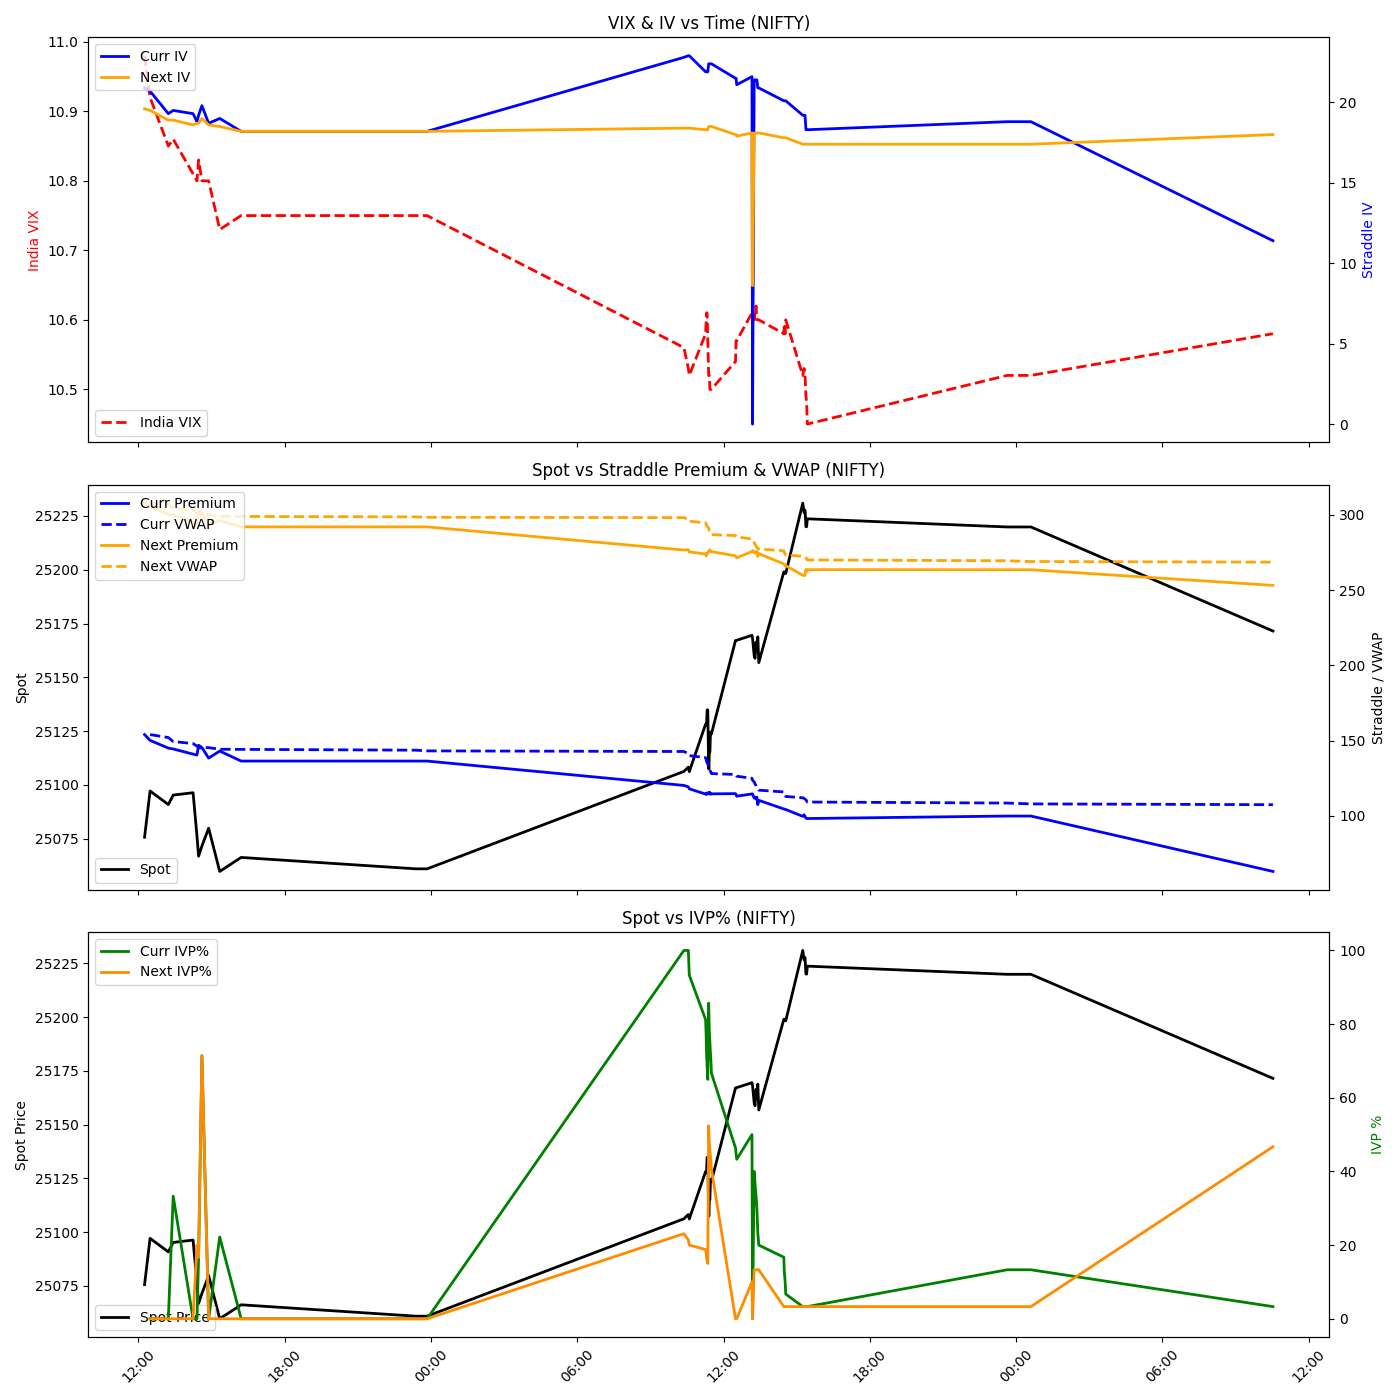 VIX & IV vs Time (NIFTY)
Curr IV
Next IV
India VIX
11.0
10.9
10.8
10.7
10.6
10.5
India VIX
20
15
10
5
0
Straddle IV
Spot vs Straddle Premium & VWAP (NIFTY)
Curr Premium
Curr VWAP
Next Premium
Next VWAP
Spot
25225
25200
25175
25150
25125
25100
25075
Spot
300
250
200
150
100
Straddle / VWAP
Spot vs IVP% (NIFTY)
Curr IVP%
Next IVP%
Spot Price
25225
25200
25175
25150
25125
25100
25075
Spot Price
100
80
60
40
20
0
IVP %
12:00
18:00
00:00
06:00
12:00
18:00
00:00
06:00
12:00